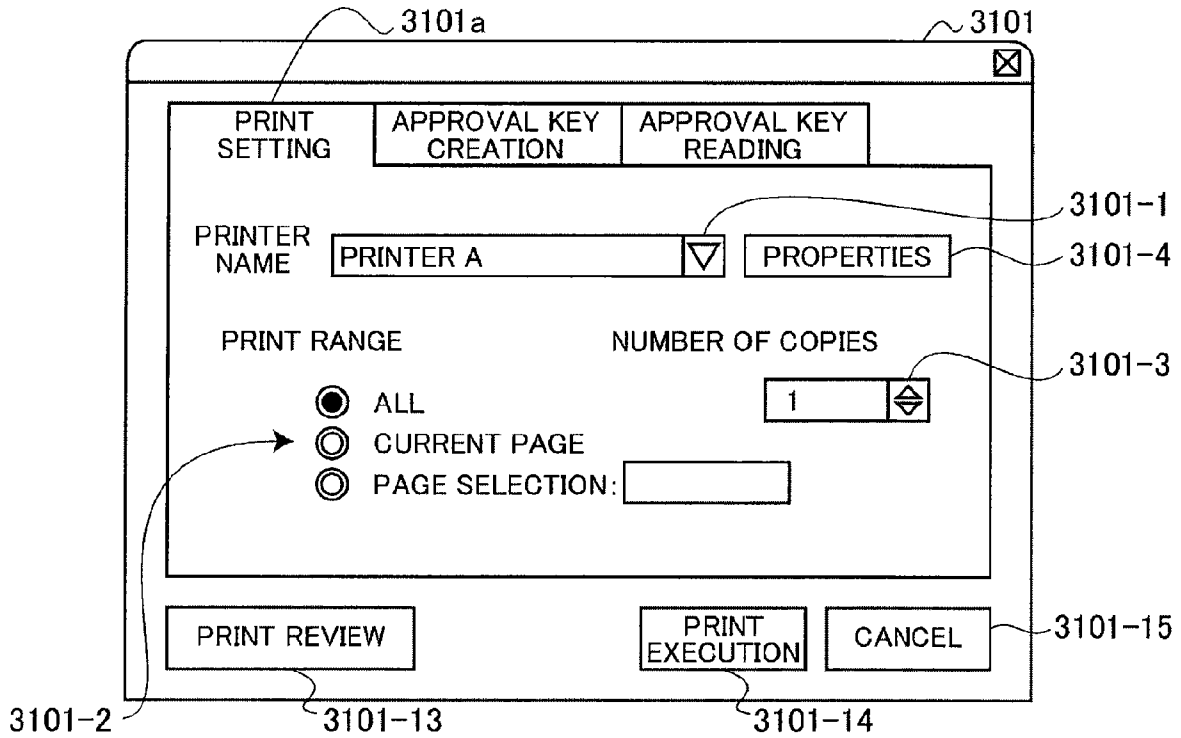 3101a
3101
PRINT
SETTING
APPROVAL KEY
CREATION
APPROVAL KEY
READING
3101-1
PRINTER
NAME
PRINTER A
PROPERTIES
3101-4
PRINT RANGE
NUMBER OF COPIES
3101-3
1
ALL
CURRENT PAGE
PAGE SELECTION:
PRINT REVIEW
PRINT
EXECUTION
CANCEL
3101-15
3101-2
3101-13
3101-14